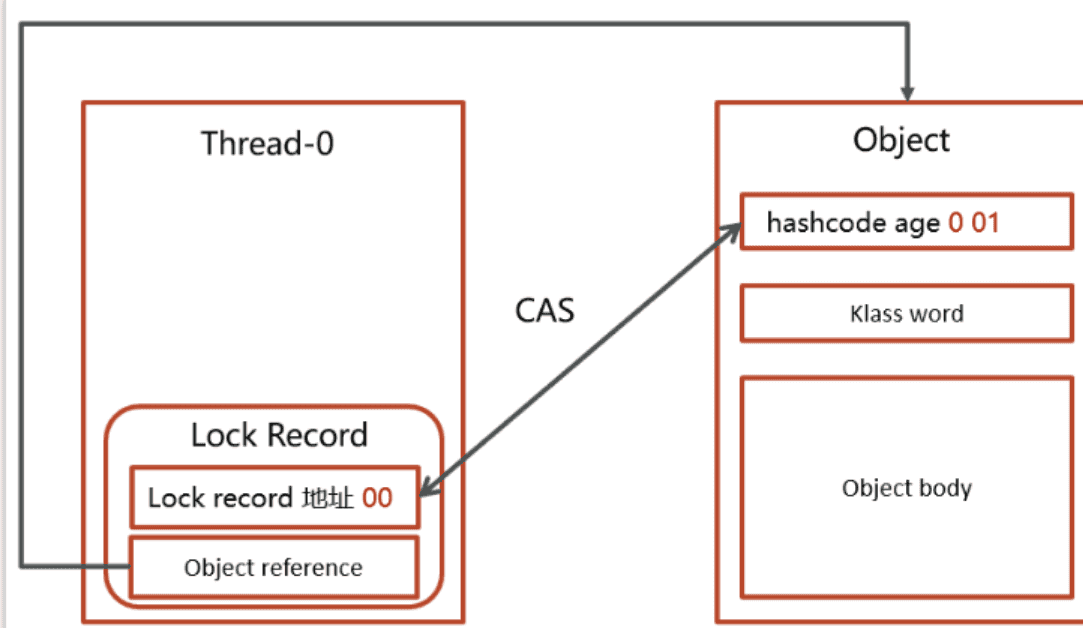 Thread-0
Object
hashcode age 0 01
Klass word
CAS
Lock Record
Lock record 地址 00
Object body
Object reference